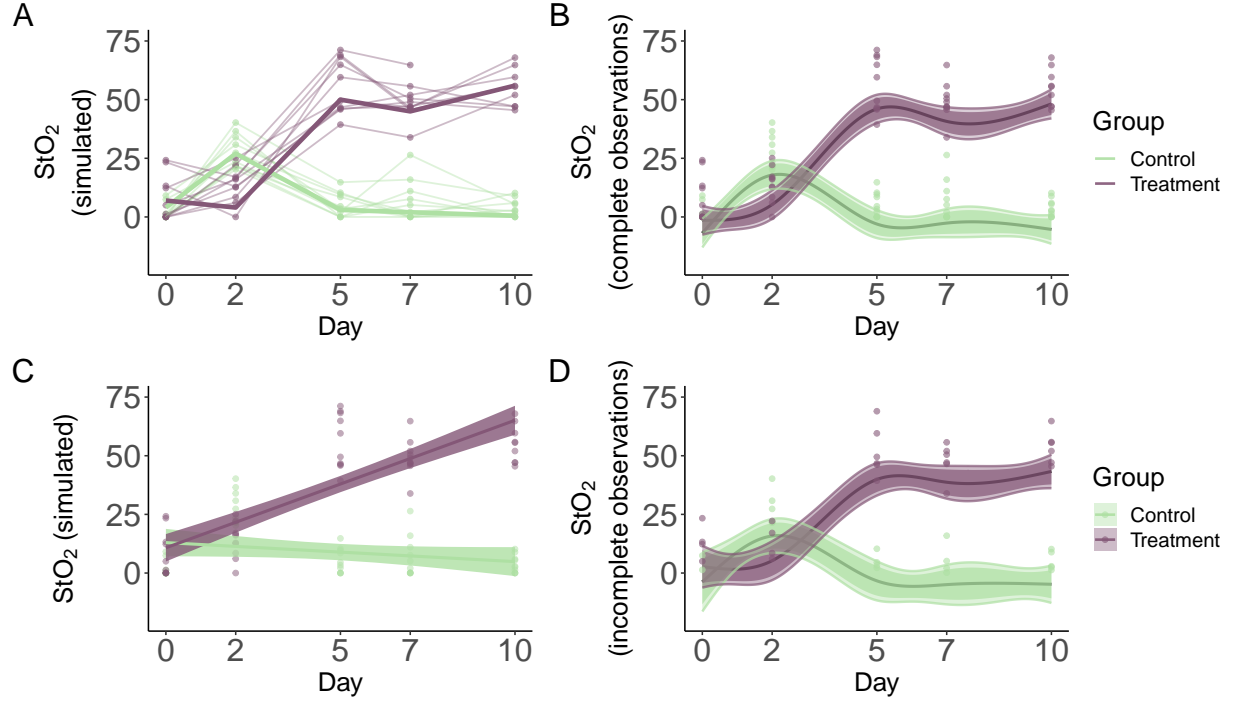 A
StO2
(simulated)
75
50
25
0
0 2 5 7 10
Day
B
StO2
(complete observations)
75
50
25
0
0 2 5 7 10
Day
Group
Control
Treatment
C
StO2 (simulated)
75
50
25
0
0 2 5 7 10
Day
D
StO2
(incomplete observations)
75
50
25
0
0 2 5 7 10
Day
Group
Control
Treatment